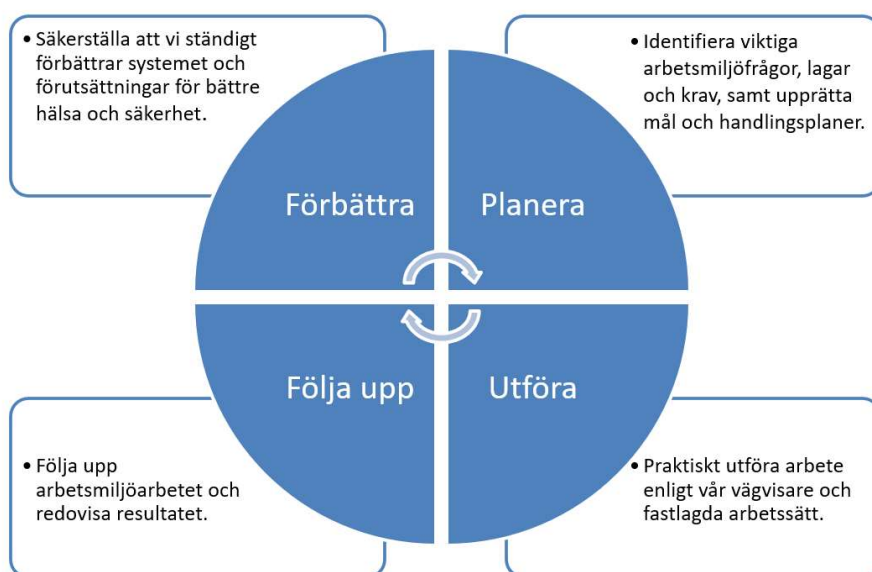 • Säkerställa att vi ständigt
förbättrar systemet och
förutsättningar för bättre
hälsa och säkerhet.
• Identifiera viktiga
arbetsmiljöfrågor, lagar
och krav, samt upprätta
mål och handlingsplaner.
Förbättra
Planera
Följa upp
Utföra
• Följa upp
arbetsmiljöarbetet och
redovisa resultatet.
• Praktiskt utföra arbete
enligt vår vägvisare och
fastlagda arbetssätt.